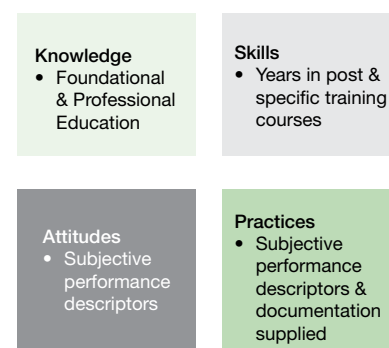 Knowledge
• Foundational
& Professional
Education
Skills
• Years in post &
specific training
courses
Attitudes
• Subjective
performance
descriptors
Practices
• Subjective
performance
descriptors &
documentation
supplied